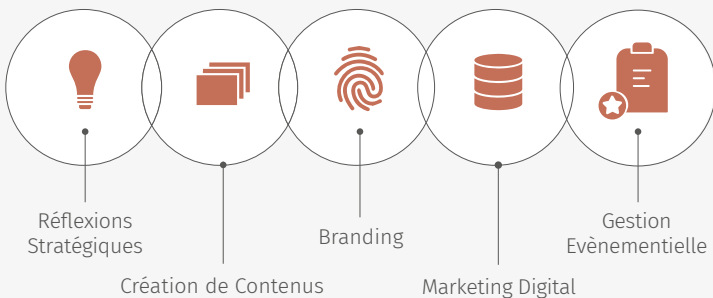 Réflexions
Stratégiques
Création de Contenus
Branding
Marketing Digital
Gestion
Evènementielle